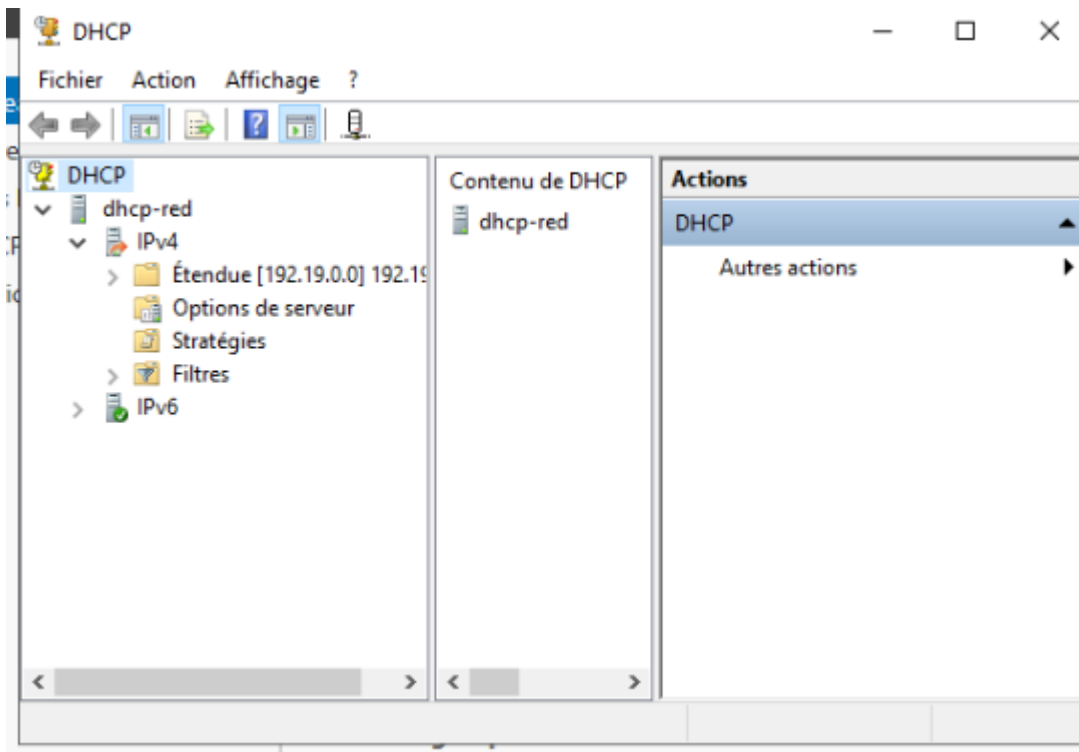 DHCP
Fichier Action Affichage ?
DHCP
dhcp-red
IPv4
Étendue [192.19.0.0] 192.19
Options de serveur
Stratégies
Filtres
IPv6
Contenu de DHCP
dhcp-red
Actions
DHCP
Autres actions